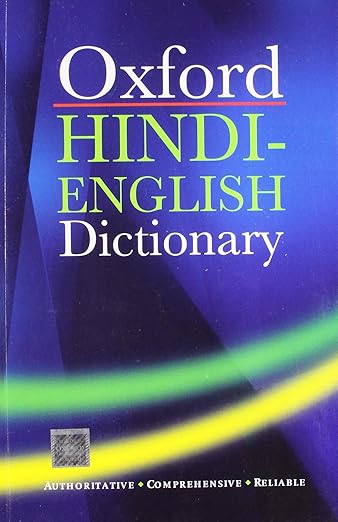 Oxford
HINDI-
ENGLISH
Dictionary
AUTHORITATIVE ◆ COMPREHENSIVE ◆ RELIABLE